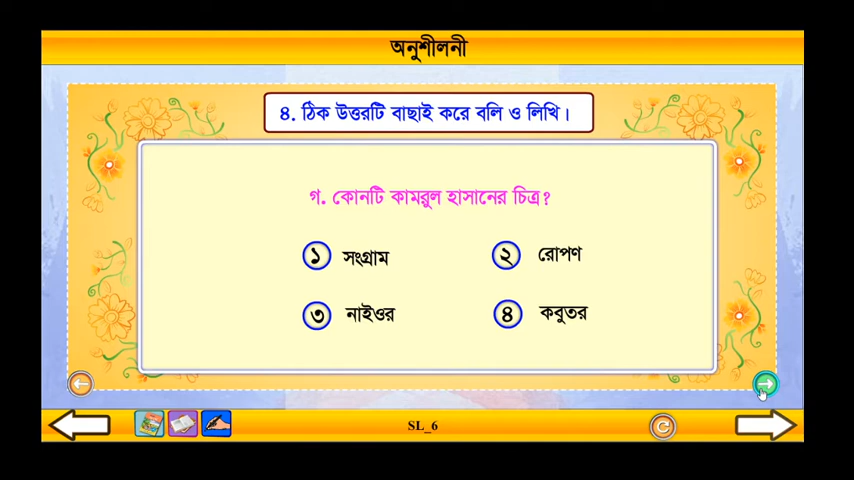 অনুশীলনী
৪. ঠিক উত্তরটি বাছাই করে বলি ও লিখি।
গ. কোনটি কামরুল হাসানের চিত্র?
১ সংগ্রাম
২ রোপণ
৩ নাইওর
৪ কবুতর
SL_6